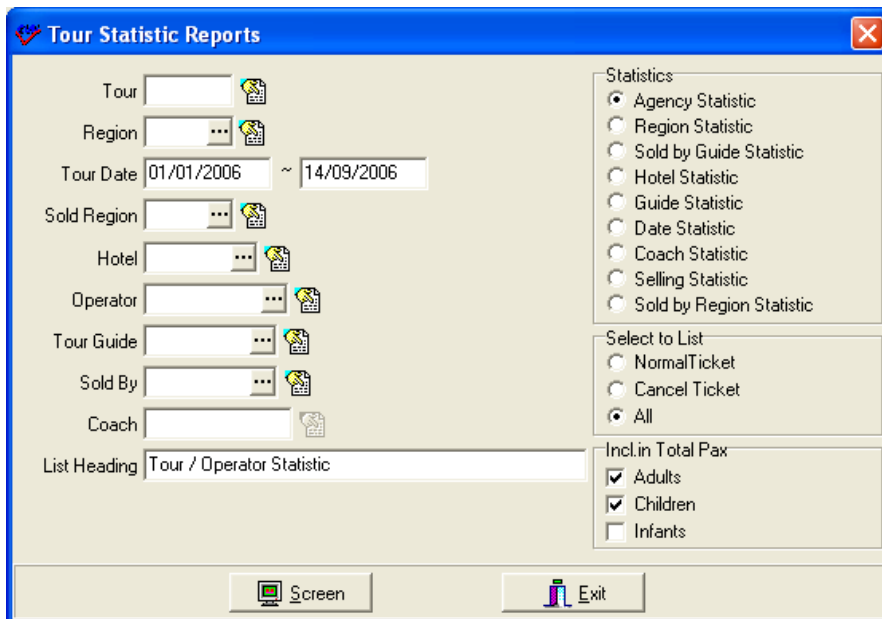 Tour Statistic Reports
Tour
Region
Tour Date 01/01/2006 ~ 14/09/2006
Sold Region
Hotel
Operator
Tour Guide
Sold By
Coach
List Heading Tour / Operator Statistic
Statistics
Agency Statistic
Region Statistic
Sold by Guide Statistic
Hotel Statistic
Guide Statistic
Date Statistic
Coach Statistic
Selling Statistic
Sold by Region Statistic
Select to List
NormalTicket
Cancel Ticket
All
Incl.in Total Pax
Adults
Children
Infants
Screen
Exit